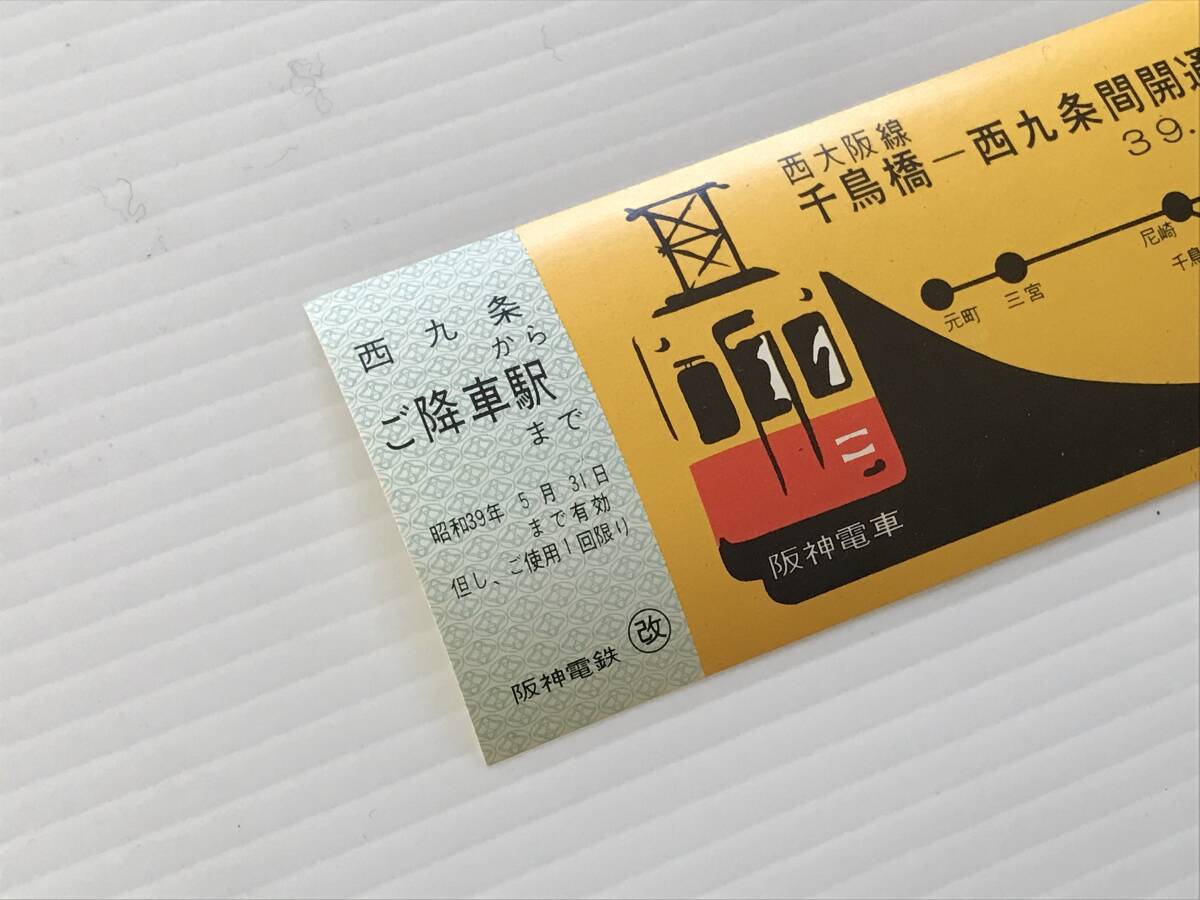 西九条
から
ご降車駅
まで
昭和39年 5月 31日
まで有効
但し、ご使用1回限り
阪神電鉄 改
西大阪線
千鳥橋ー西九条間開通
39.
元町
三宮
尼崎
千鳥
阪神電車